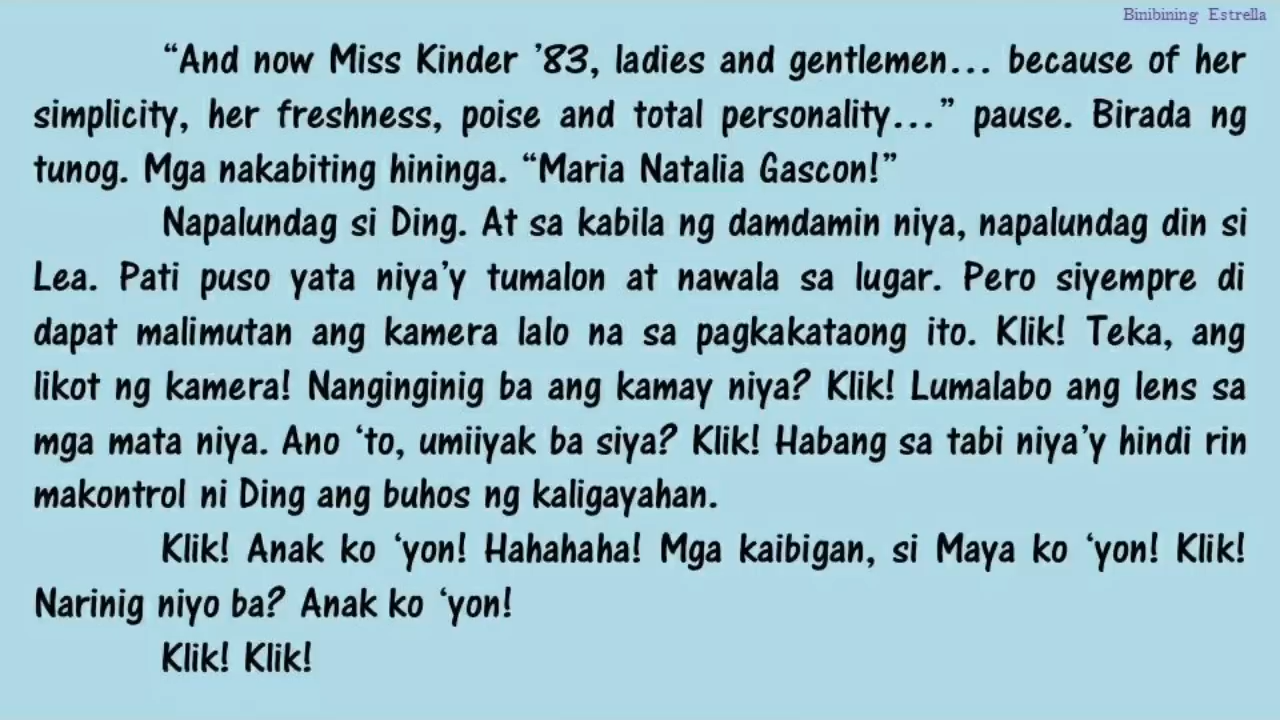 Binibining Estrella
“And now Miss Kinder ’83, ladies and gentlemen... because of her
simplicity, her freshness, poise and total personality...” pause. Birada ng
tunog. Mga nakabiting hininga. “Maria Natalia Gascon!”
Napalundag si Ding. At sa kabila ng damdamin niya, napalundag din si
Lea. Pati puso yata niya’y tumalon at nawala sa lugar. Pero siyempre di
dapat malimutan ang kamera lalo na sa pagkakataong ito. Klik! Teka, ang
likot ng kamera! Nanginginig ba ang kamay niya? Klik! Lumalabo ang lens sa
mga mata niya. Ano ‘to, umiiyak ba siya? Klik! Habang sa tabi niya’y hindi rin
makontrol ni Ding ang buhos ng kaligayahan.
Klik! Anak ko ‘yon! Hahahaha! Mga kaibigan, si Maya ko ‘yon! Klik!
Narinig niyo ba? Anak ko ‘yon!
Klik! Klik!